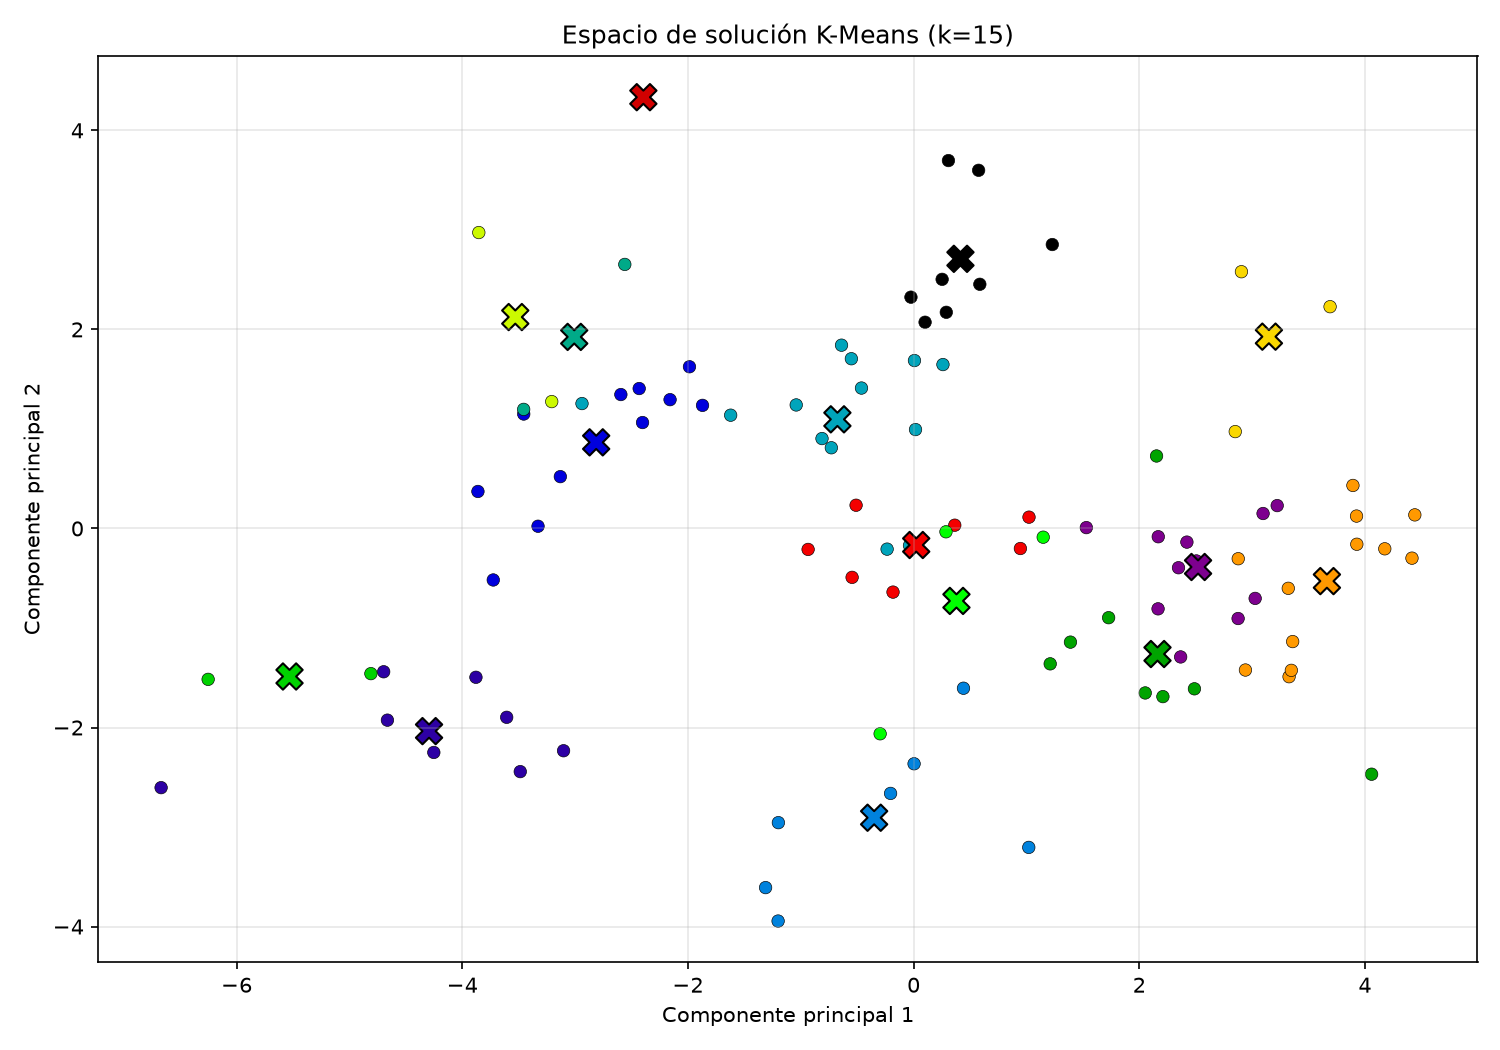 Espacio de solución K-Means (k=15)
4
2
0
−2
−4
Componente principal 2
−6 −4 −2 0 2 4
Componente principal 1